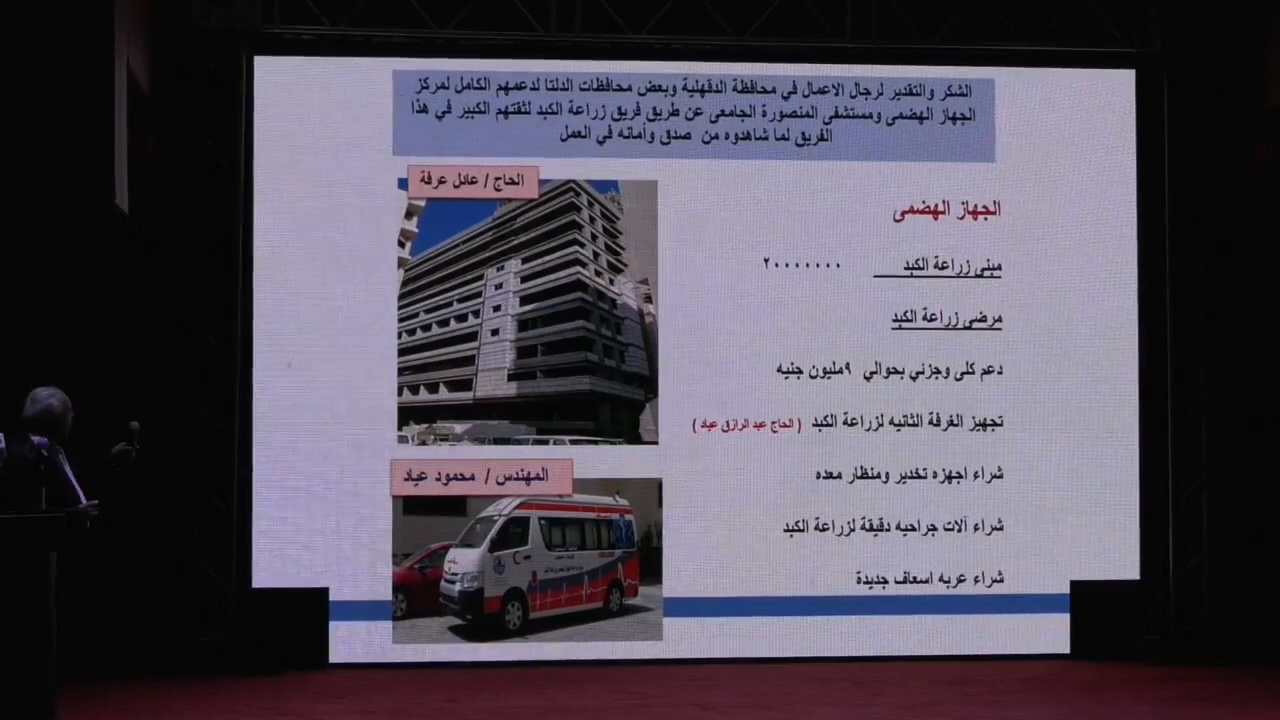 الشكر والتقدير لرجال الاعمال في محافظة الدقهلية وبعض محافظات الدلتا لدعمهم الكامل لمركز
الجهاز الهضمى ومستشفى المنصورة الجامعى عن طريق فريق زراعة الكبد لثقتهم الكبير في هذا
الفريق لما شاهدوه من صدق وأمانه في العمل
الحاج / عادل عرفة
الجهاز الهضمى
مبنى زراعة الكبد ٢٠٠٠٠٠٠٠
مرضى زراعة الكبد
دعم كلى وجزئي بحوالي ٩مليون جنيه
تجهيز الغرفة الثانيه لزراعة الكبد ( الحاج عبد الرازق عياد )
المهندس / محمود عياد
شراء اجهزه تخدير ومنظار معده
شراء آلات جراحيه دقيقة لزراعة الكبد
شراء عربه اسعاف جديدة